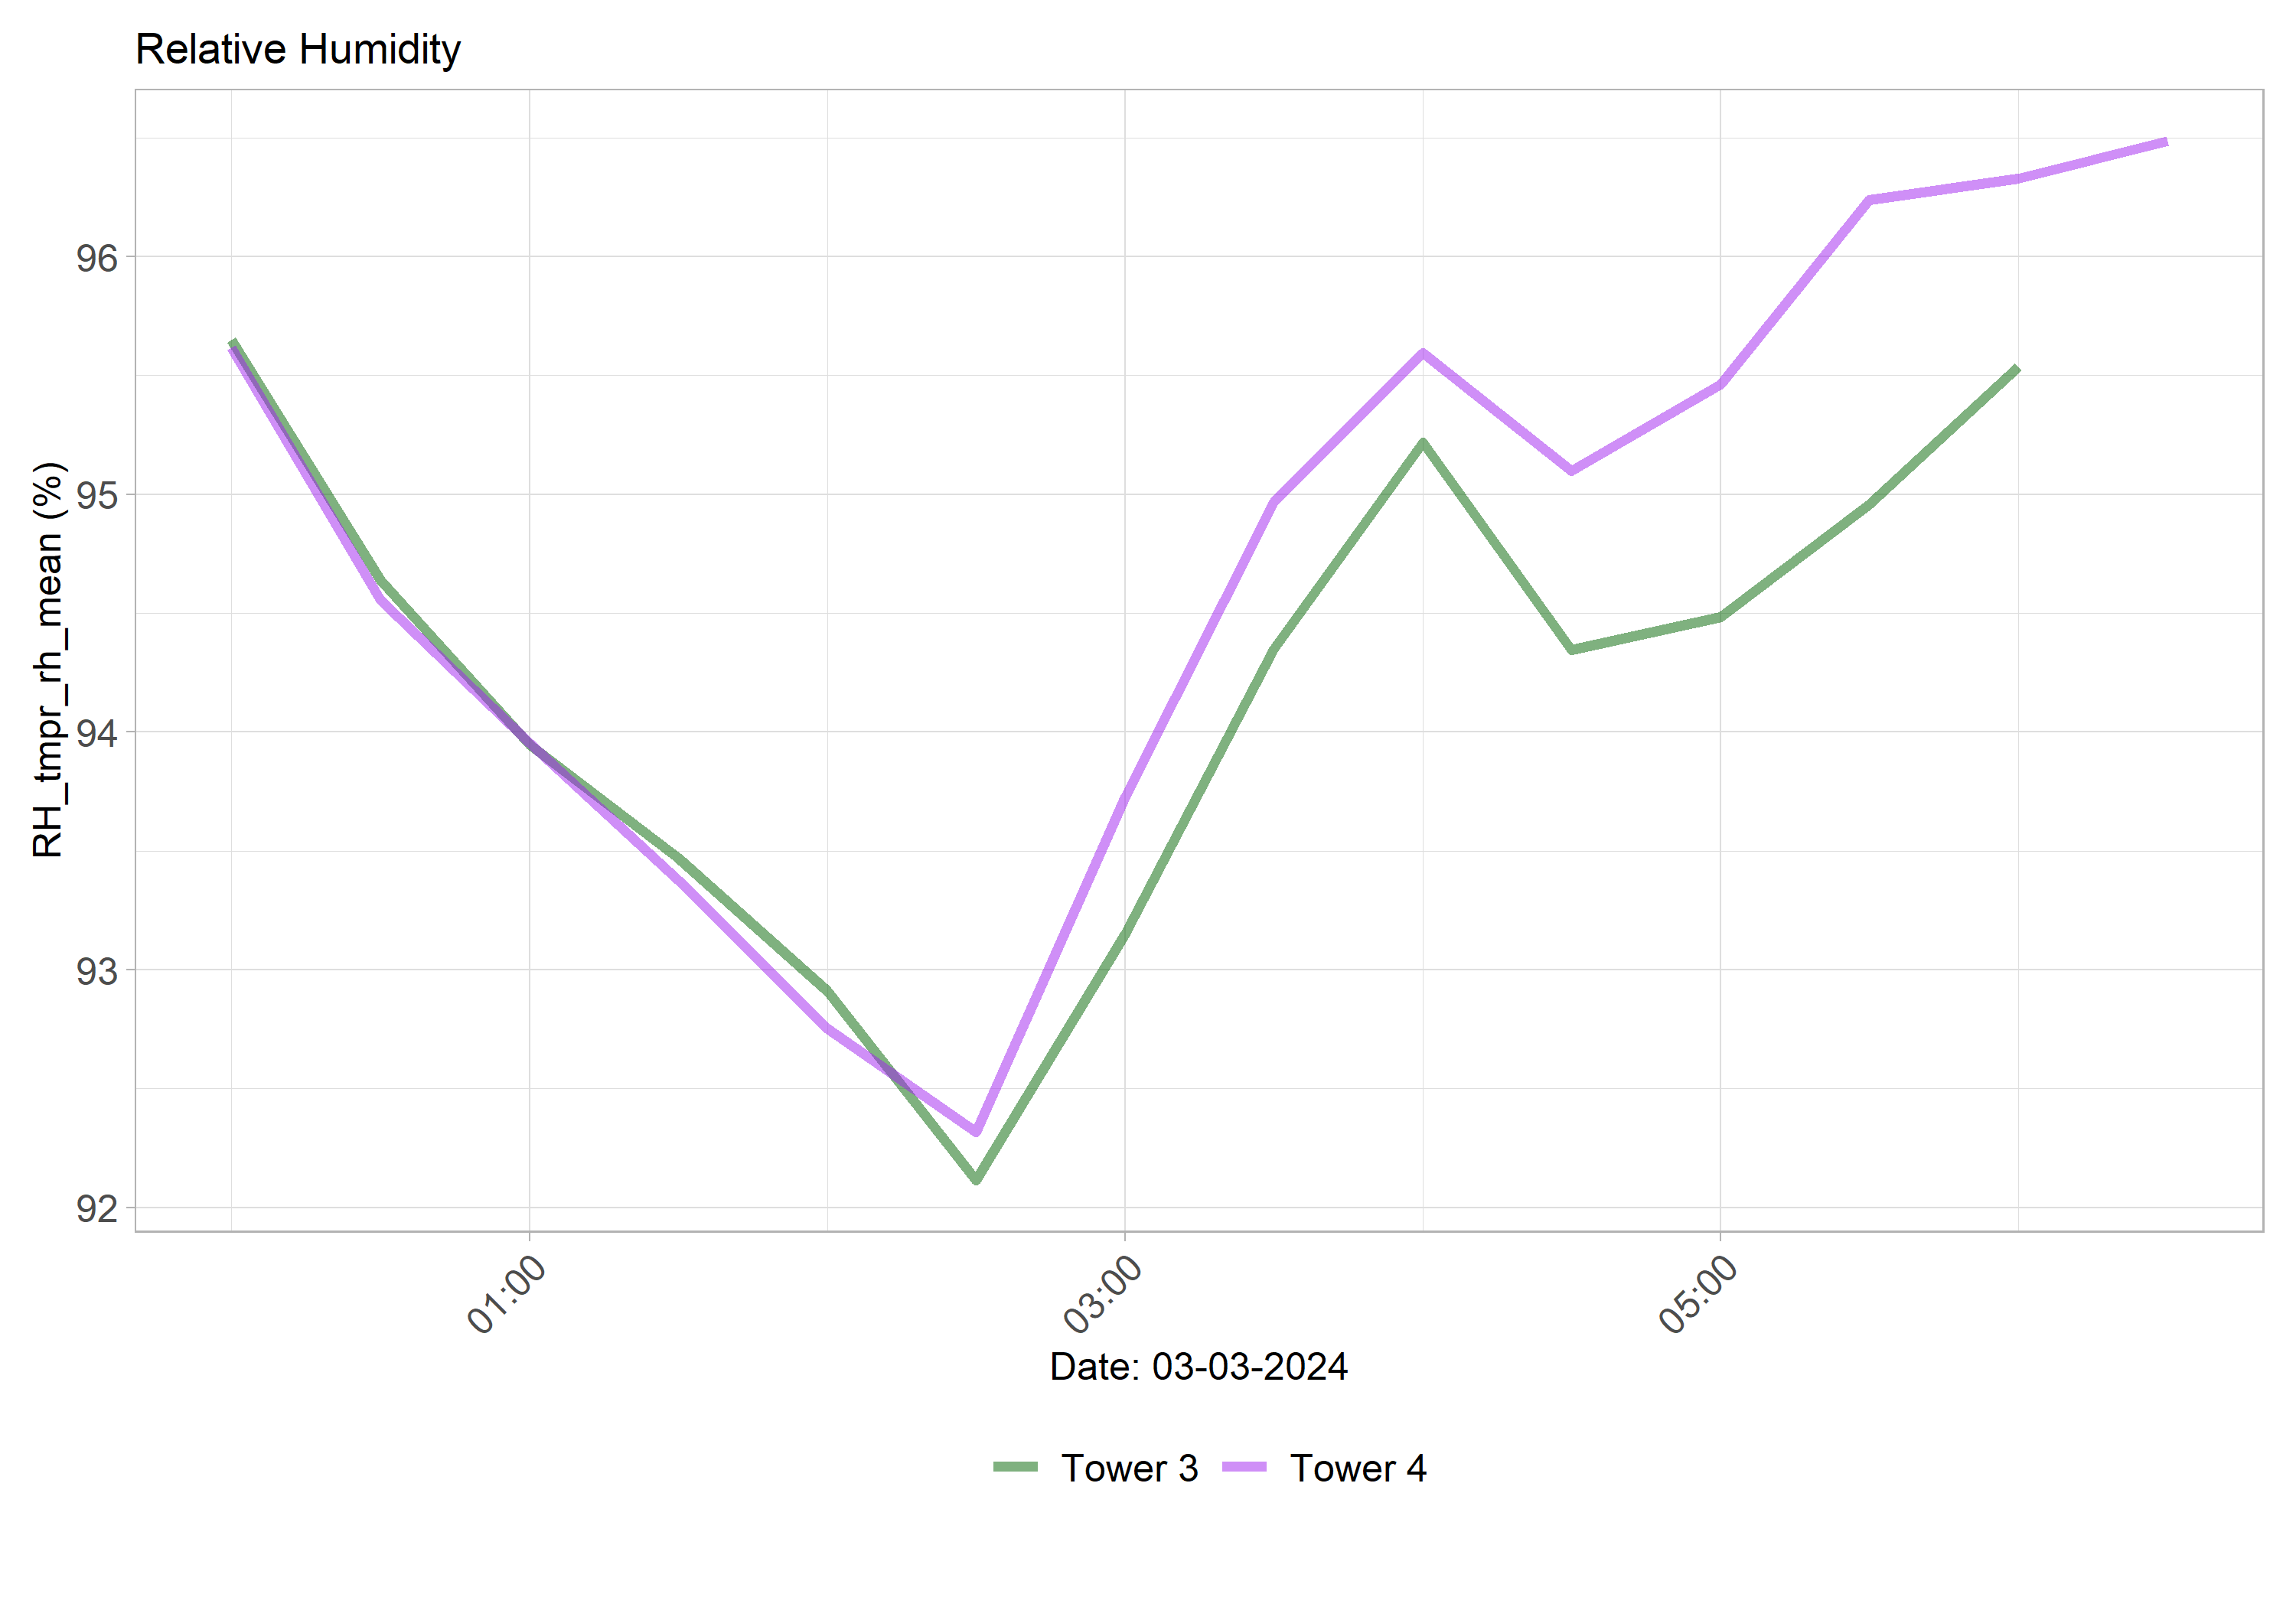 Relative Humidity
RH_tmpr_rh_mean (%)
96
95
94
93
92
01:00
03:00
05:00
Date: 03-03-2024
Tower 3
Tower 4